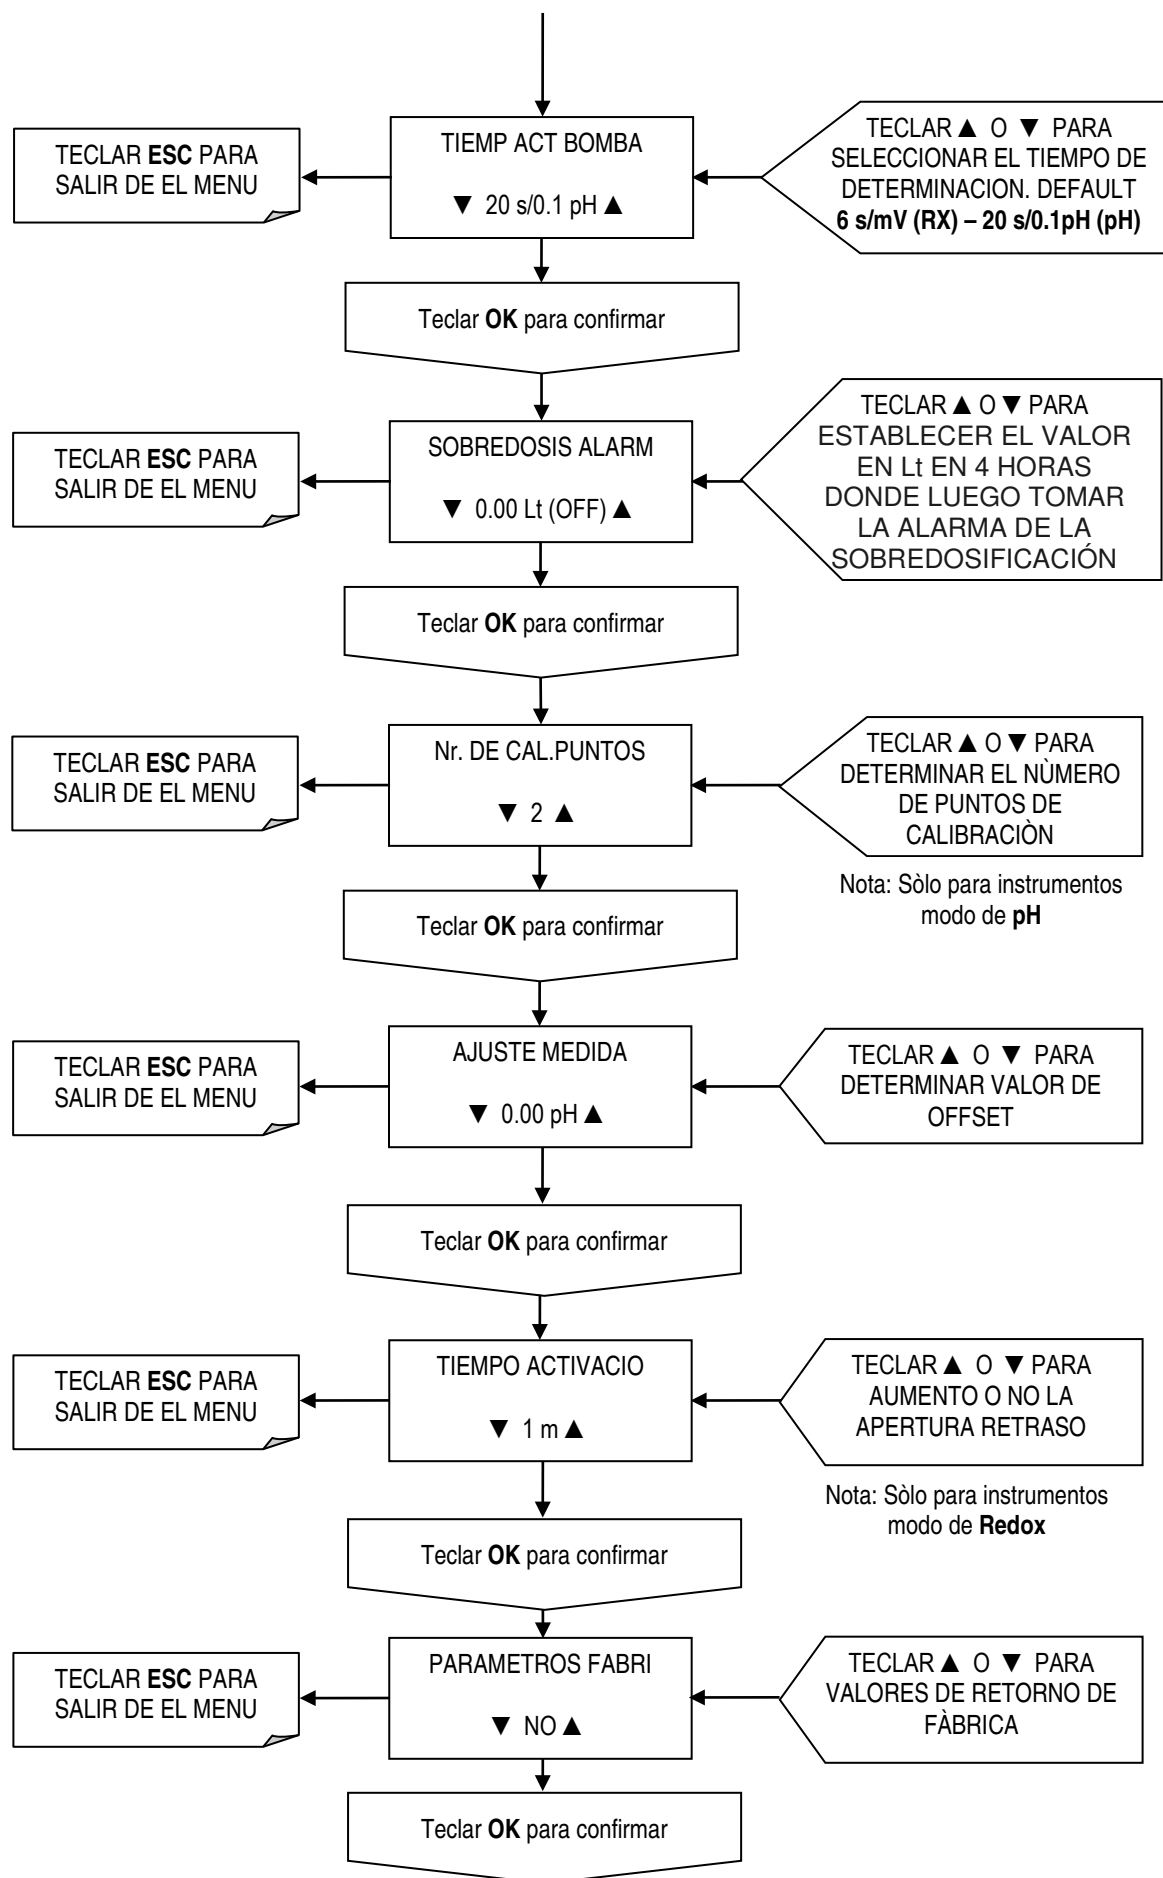 TIEMP ACT BOMBA
▼ 20 s/0.1 pH ▲
TECLAR ESC PARA
SALIR DE EL MENU
TECLAR ▲ O ▼ PARA
SELECCIONAR EL TIEMPO DE
DETERMINACION. DEFAULT
6 s/mV (RX) – 20 s/0.1pH (pH)
Teclar OK para confirmar
TECLAR ESC PARA
SALIR DE EL MENU
SOBREDOSIS ALARM
▼ 0.00 Lt (OFF) ▲
TECLAR ▲ O ▼ PARA
ESTABLECER EL VALOR
EN Lt EN 4 HORAS
DONDE LUEGO TOMAR
LA ALARMA DE LA
SOBREDOSIFICACIÓN
Teclar OK para confirmar
TECLAR ESC PARA
SALIR DE EL MENU
Nr. DE CAL.PUNTOS
▼ 2 ▲
TECLAR ▲ O ▼ PARA
DETERMINAR EL NÙMERO
DE PUNTOS DE
CALIBRACIÒN
Nota: Sòlo para instrumentos
modo de pH
Teclar OK para confirmar
TECLAR ESC PARA
SALIR DE EL MENU
AJUSTE MEDIDA
▼ 0.00 pH ▲
TECLAR ▲ O ▼ PARA
DETERMINAR VALOR DE
OFFSET
Teclar OK para confirmar
TECLAR ESC PARA
SALIR DE EL MENU
TIEMPO ACTIVACIO
▼ 1 m ▲
TECLAR ▲ O ▼ PARA
AUMENTO O NO LA
APERTURA RETRASO
Nota: Sòlo para instrumentos
modo de Redox
Teclar OK para confirmar
TECLAR ESC PARA
SALIR DE EL MENU
PARAMETROS FABRI
▼ NO ▲
TECLAR ▲ O ▼ PARA
VALORES DE RETORNO DE
FÀBRICA
Teclar OK para confirmar